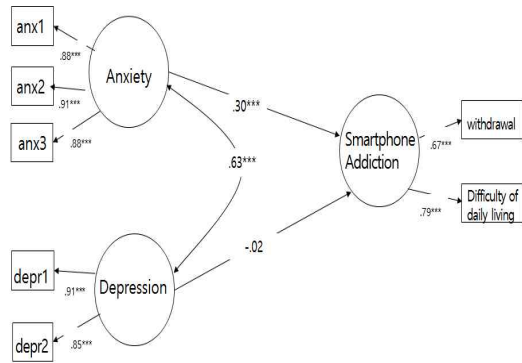 anx1
.88***
anx2
.91***
anx3
.88***
Anxiety
.30***
.63***
Smartphone
Addiction
.67***
withdrawal
.79***
Difficulty of
daily living
-.02
depr1
.91***
depr2
.85***
Depression